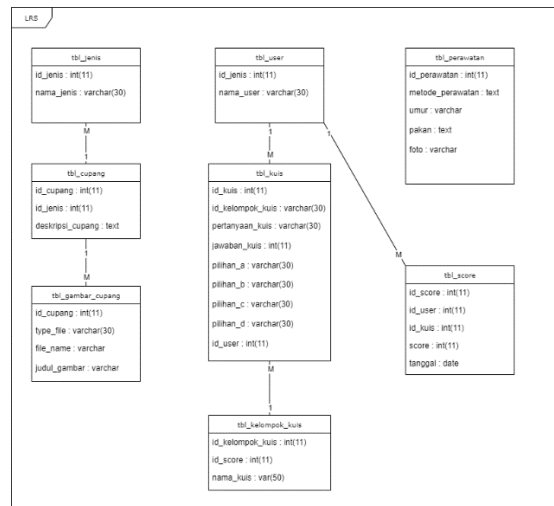 LRS
tbl_jenis
id_jenis : int(11)
nama_jenis : varchar(30)
M
1
tbl_cupang
id_cupang : int(11)
id_jenis : int(11)
deskripsi_cupang : text
1
M
tbl_gambar_cupang
id_cupang : int(11)
type_file : varchar(30)
file_name : varchar
judul_gambar : varchar
tbl_user
id_jenis : int(11)
nama_user : varchar(30)
1
M
1
M
tbl_kuis
id_kuis : int(11)
id_kelompok_kuis : varchar(30)
pertanyaan_kuis : varchar(30)
jawaban_kuis : int(11)
pilihan_a : varchar(30)
pilihan_b : varchar(30)
pilihan_c : varchar(30)
pilihan_d : varchar(30)
id_user : int(11)
M
1
tbl_kelompok_kuis
id_kelompok_kuis : int(11)
id_score : int(11)
nama_kuis : var(50)
tbl_perawatan
id_perawatan : int(11)
metode_perawatan : text
umur : varchar
pakan : text
foto : varchar
tbl_score
id_score : int(11)
id_user : int(11)
id_kuis : int(11)
score : int(11)
tanggal : date